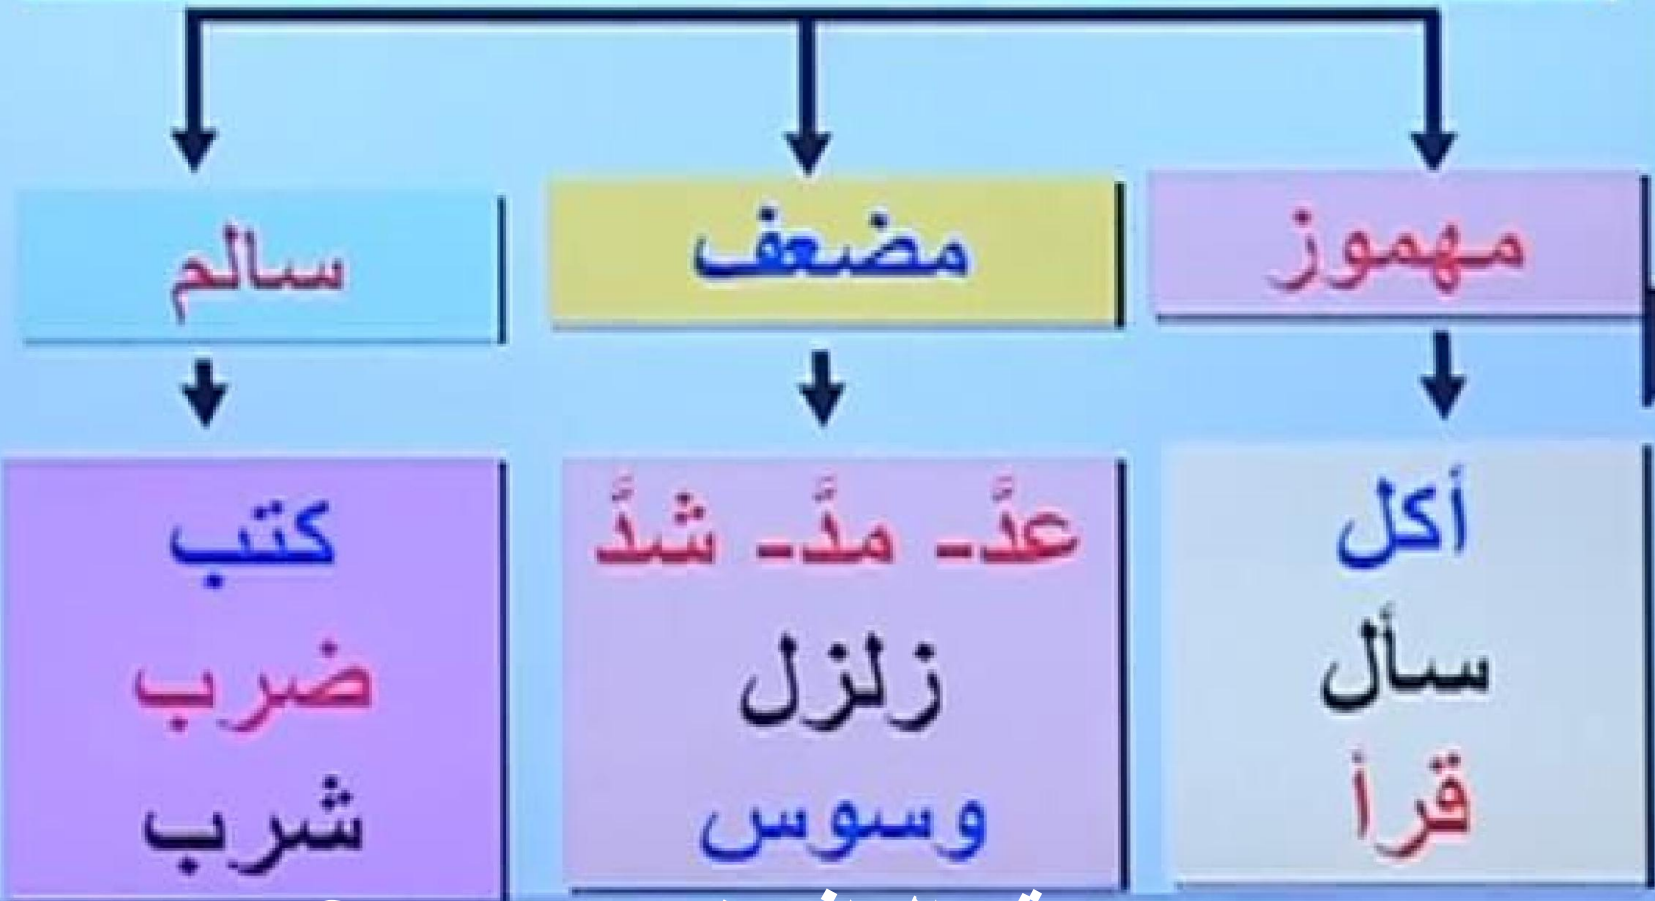 مهموز
مضعف
سالم
أكل
سأل
قرأ
عدَّ- مدَّ- شدَّ
زلزل
وسوس
كتب
ضرب
شرب